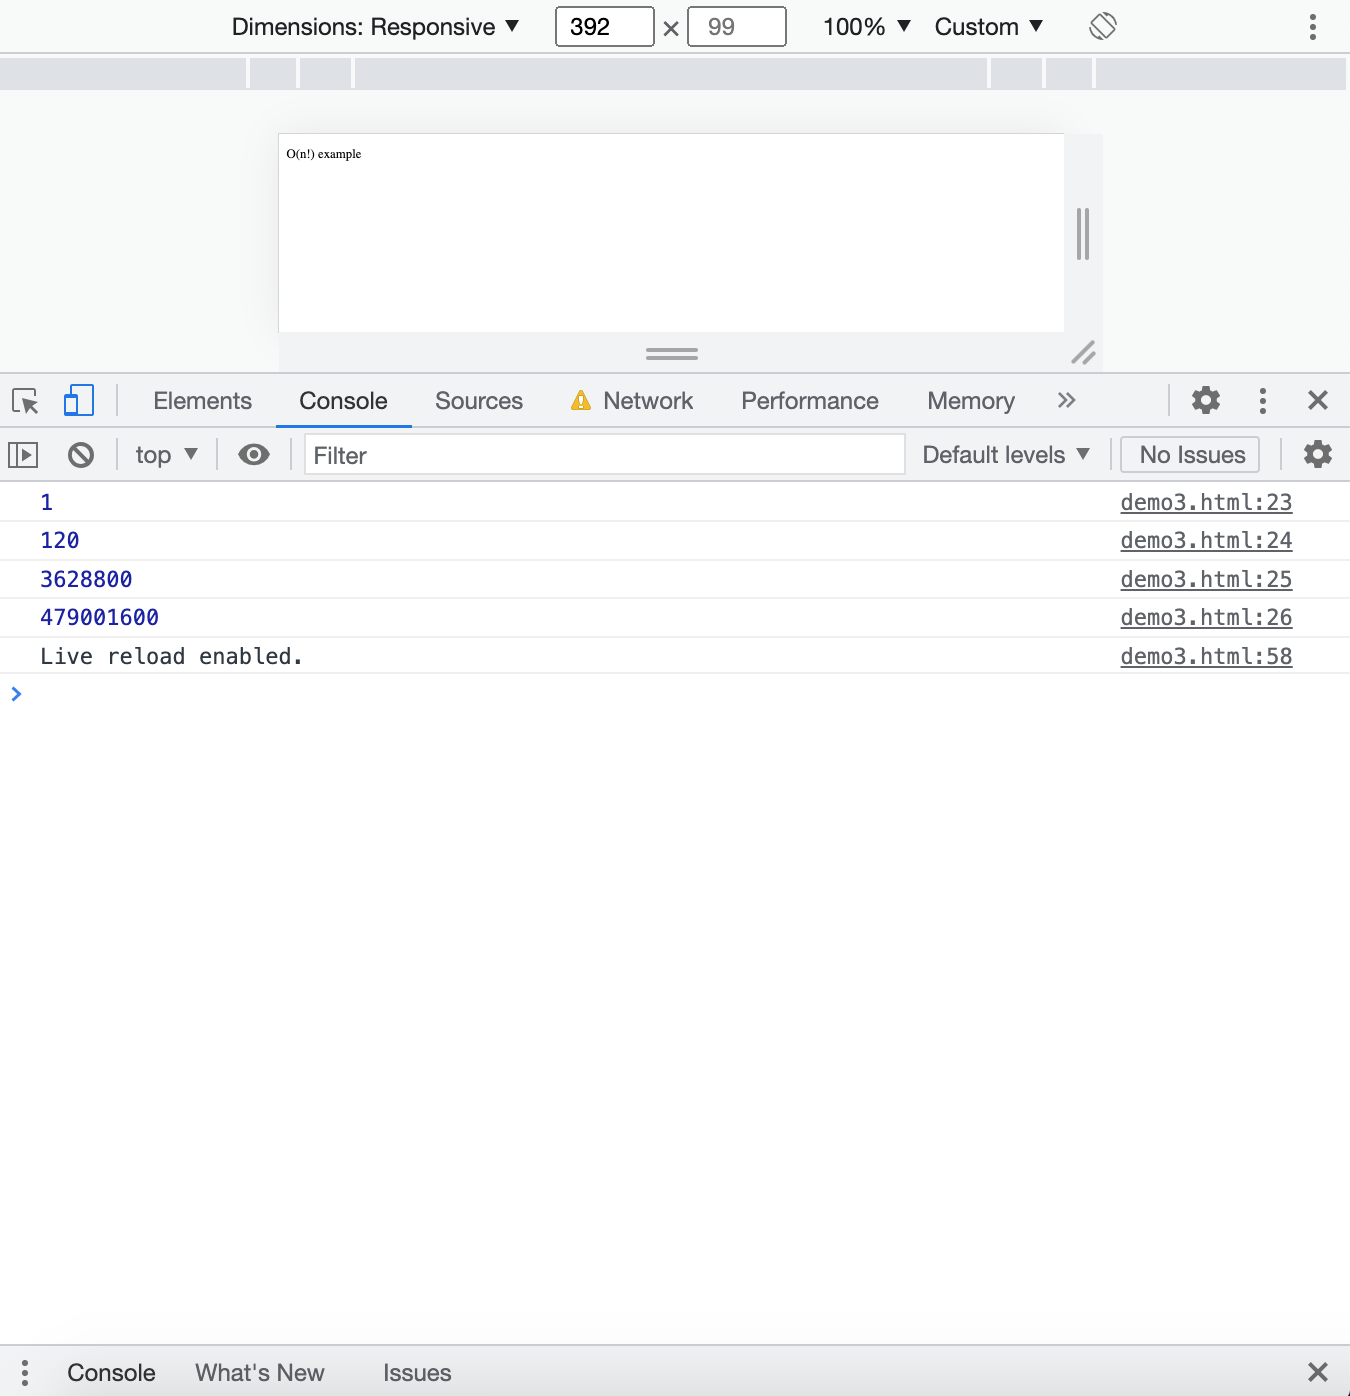 Dimensions: Responsive ▼ 392 × 99 100% ▼ Custom ▼
O(n!) example
Elements Console Sources Network Performance Memory »
top ▼ Filter Default levels ▼ No Issues
1 demo3.html:23
120 demo3.html:24
3628800 demo3.html:25
479001600 demo3.html:26
Live reload enabled. demo3.html:58
>
Console What's New Issues